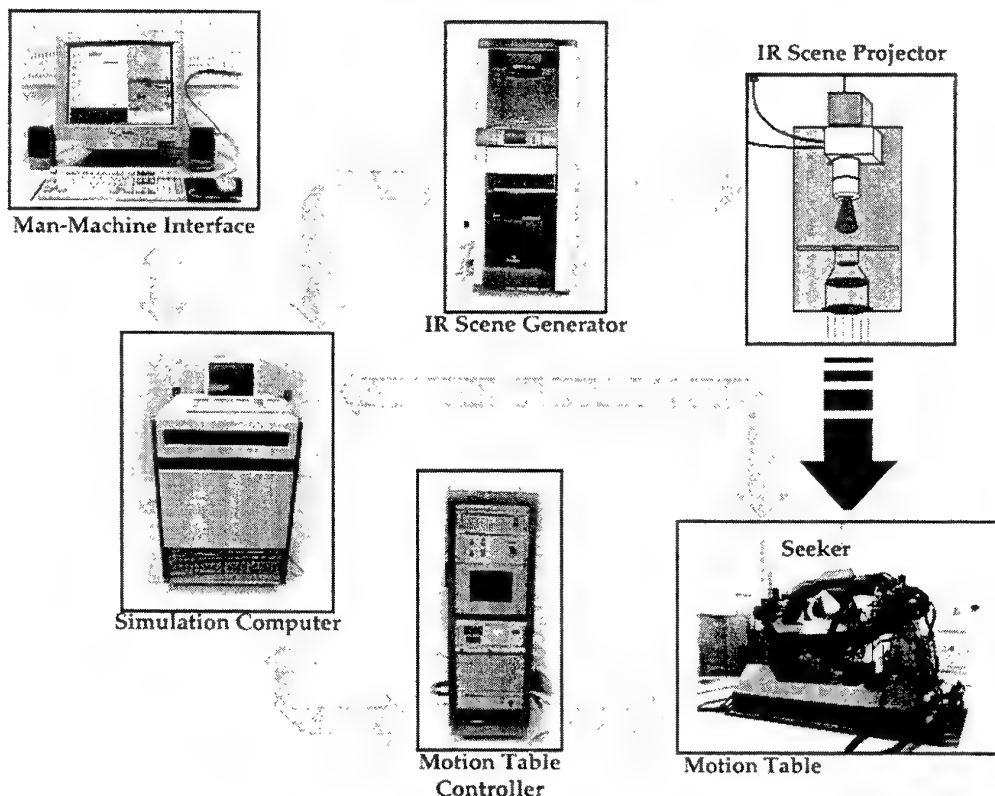 IR Scene Projector
Man-Machine Interface
IR Scene Generator
Simulation Computer
Seeker
Motion Table
Controller
Motion Table